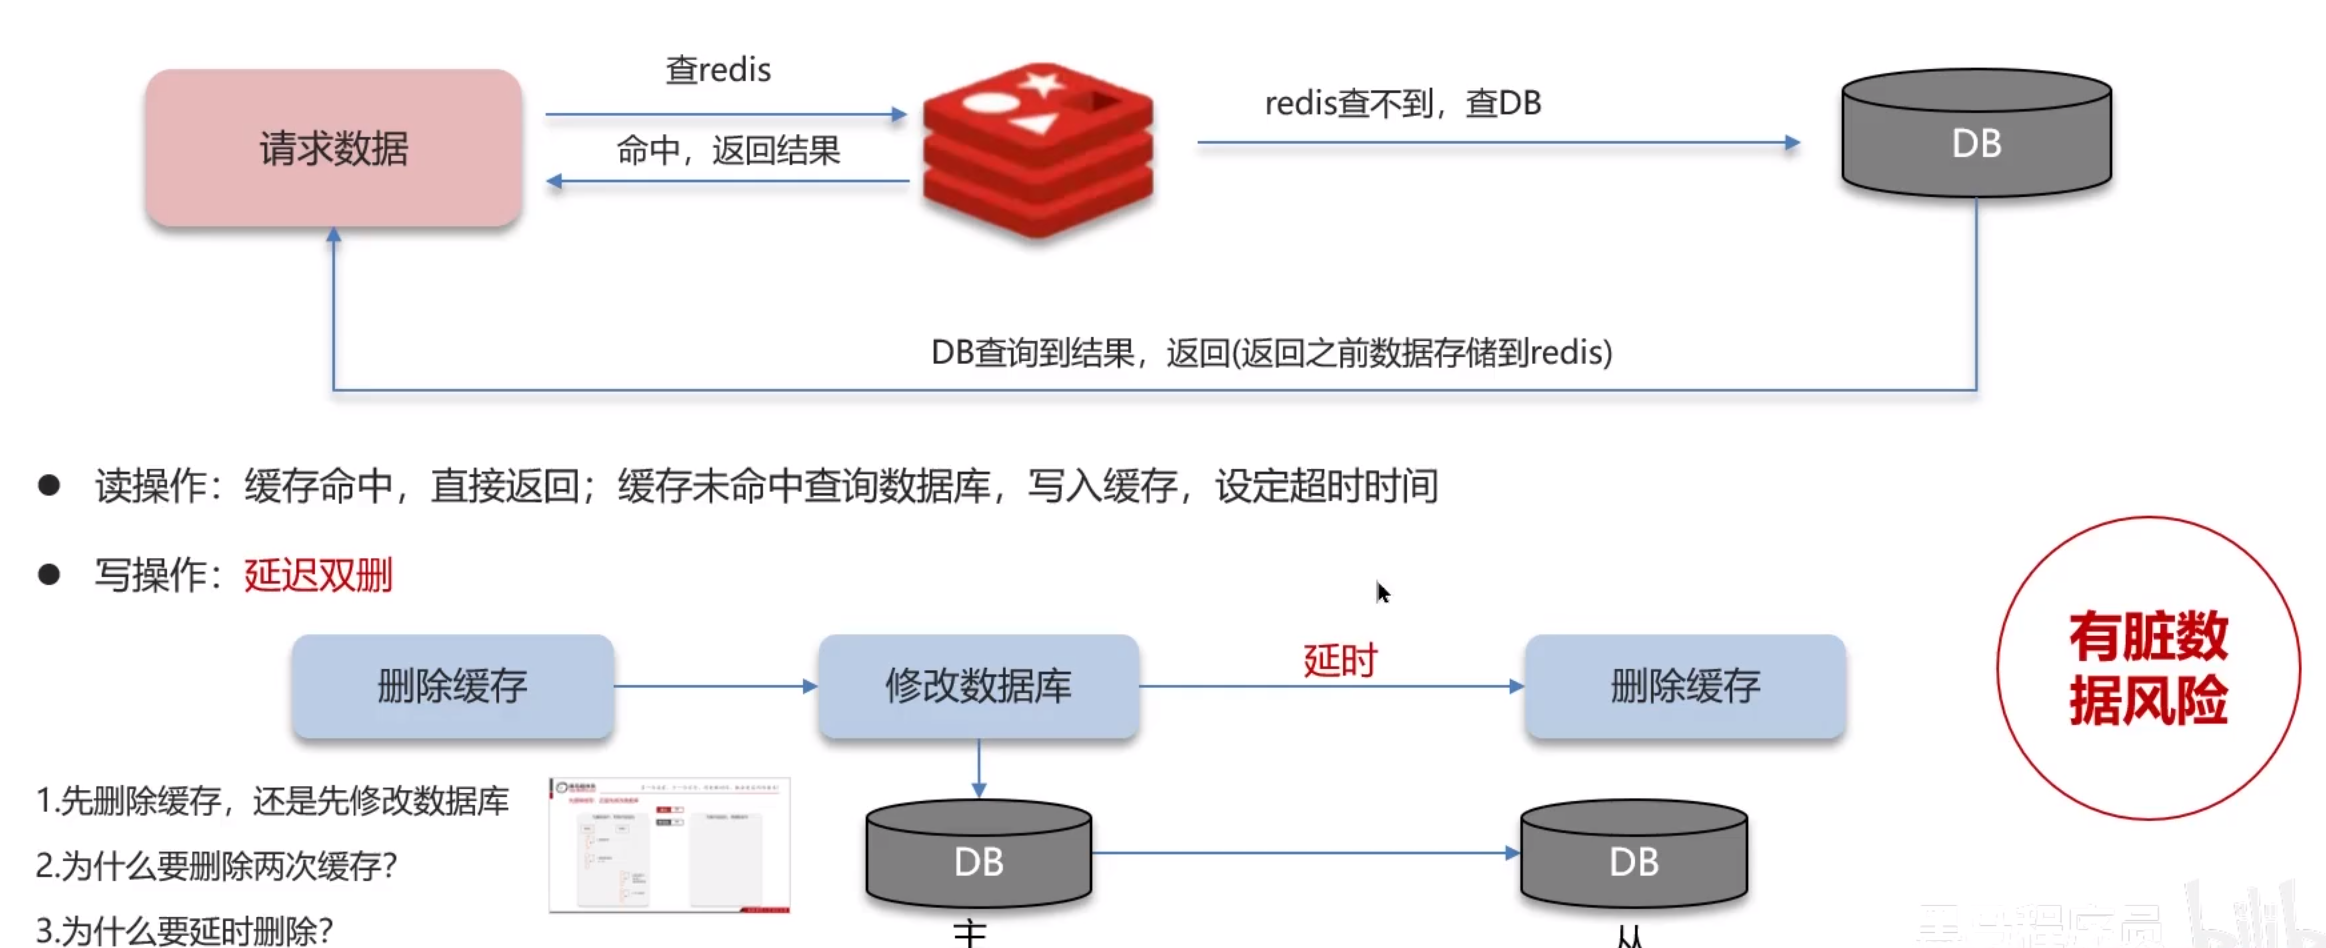 查redis
redis查不到，查DB
请求数据
命中，返回结果
DB
DB查询到结果，返回(返回之前数据存储到redis)
读操作：缓存命中，直接返回；缓存未命中查询数据库，写入缓存，设定超时时间
写操作：延迟双删
有脏数
据风险
删除缓存
修改数据库
延时
删除缓存
1.先删除缓存，还是先修改数据库
2.为什么要删除两次缓存？
3.为什么要延时删除？
DB
DB
主
从
黑马程序员
bilibili